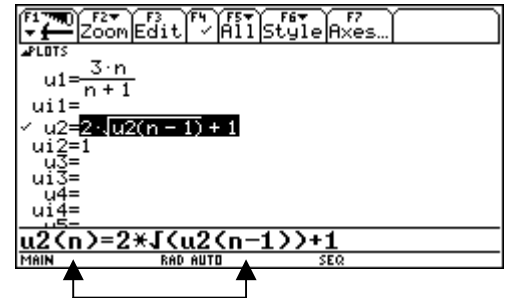 F1 F2▾ F3 F4 F5▾ F6▾ F7
Zoom Edit ✓ All Style Axes...
PLOTS
u1=3·n/n + 1
ui1=
✓ u2=2·√u2(n - 1) + 1
ui2=1
u3=
ui3=
u4=
ui4=
u5=
u2(n)=2*√(u2(n-1))+1
MAIN RAD AUTO SEQ